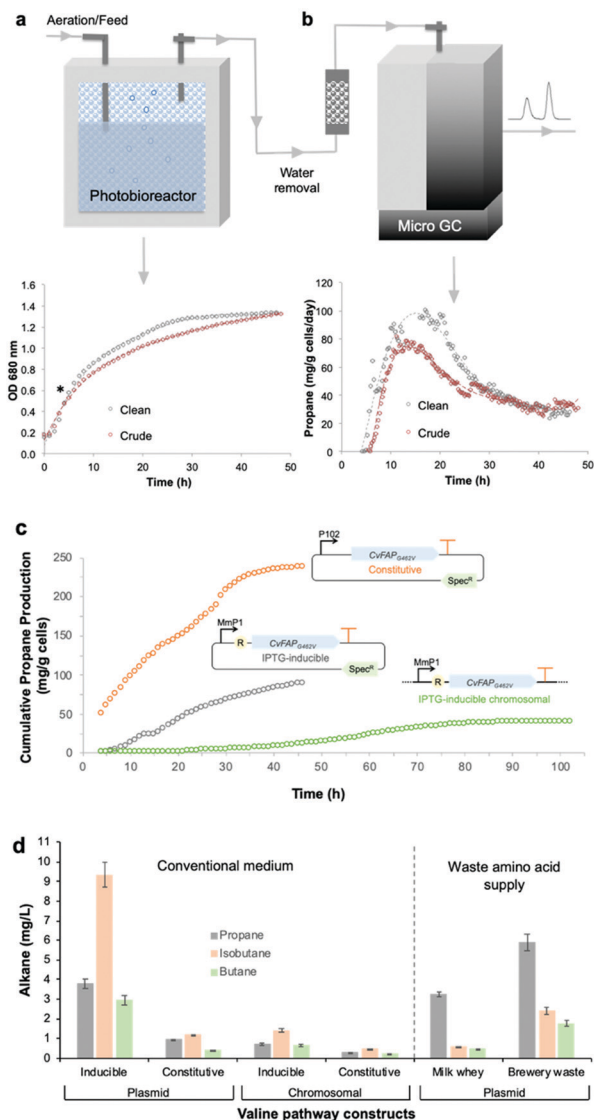 a
b
Aeration/Feed
Photobioreactor
Water
removal
Micro GC
OD 680 nm
1.6
1.4
1.2
1.0
0.8
0.6
0.4
0.2
0.0
*
Clean
Crude
0 10 20 30 40 50
Time (h)
Propane (mg/g cells/day)
120
100
80
60
40
20
0
Clean
Crude
0 10 20 30 40 50
Time (h)
c
Cumulative Propane Production
(mg/g cells)
250
200
150
100
50
0
P102
CvFAPG462V
Constitutive
SpecR
MmP1
R
CvFAPG462V
IPTG-inducible
SpecR
MmP1
R
CvFAPG462V
IPTG-inducible chromosomal
0 10 20 30 40 50 60 70 80 90 100
Time (h)
d
Alkane (mg/L)
11
10
9
8
7
6
5
4
3
2
1
0
Conventional medium
Waste amino acid
supply
Propane
Isobutane
Butane
Inducible Constitutive Inducible Constitutive Milk whey Brewery waste
Plasmid Chromosomal Plasmid
Valine pathway constructs